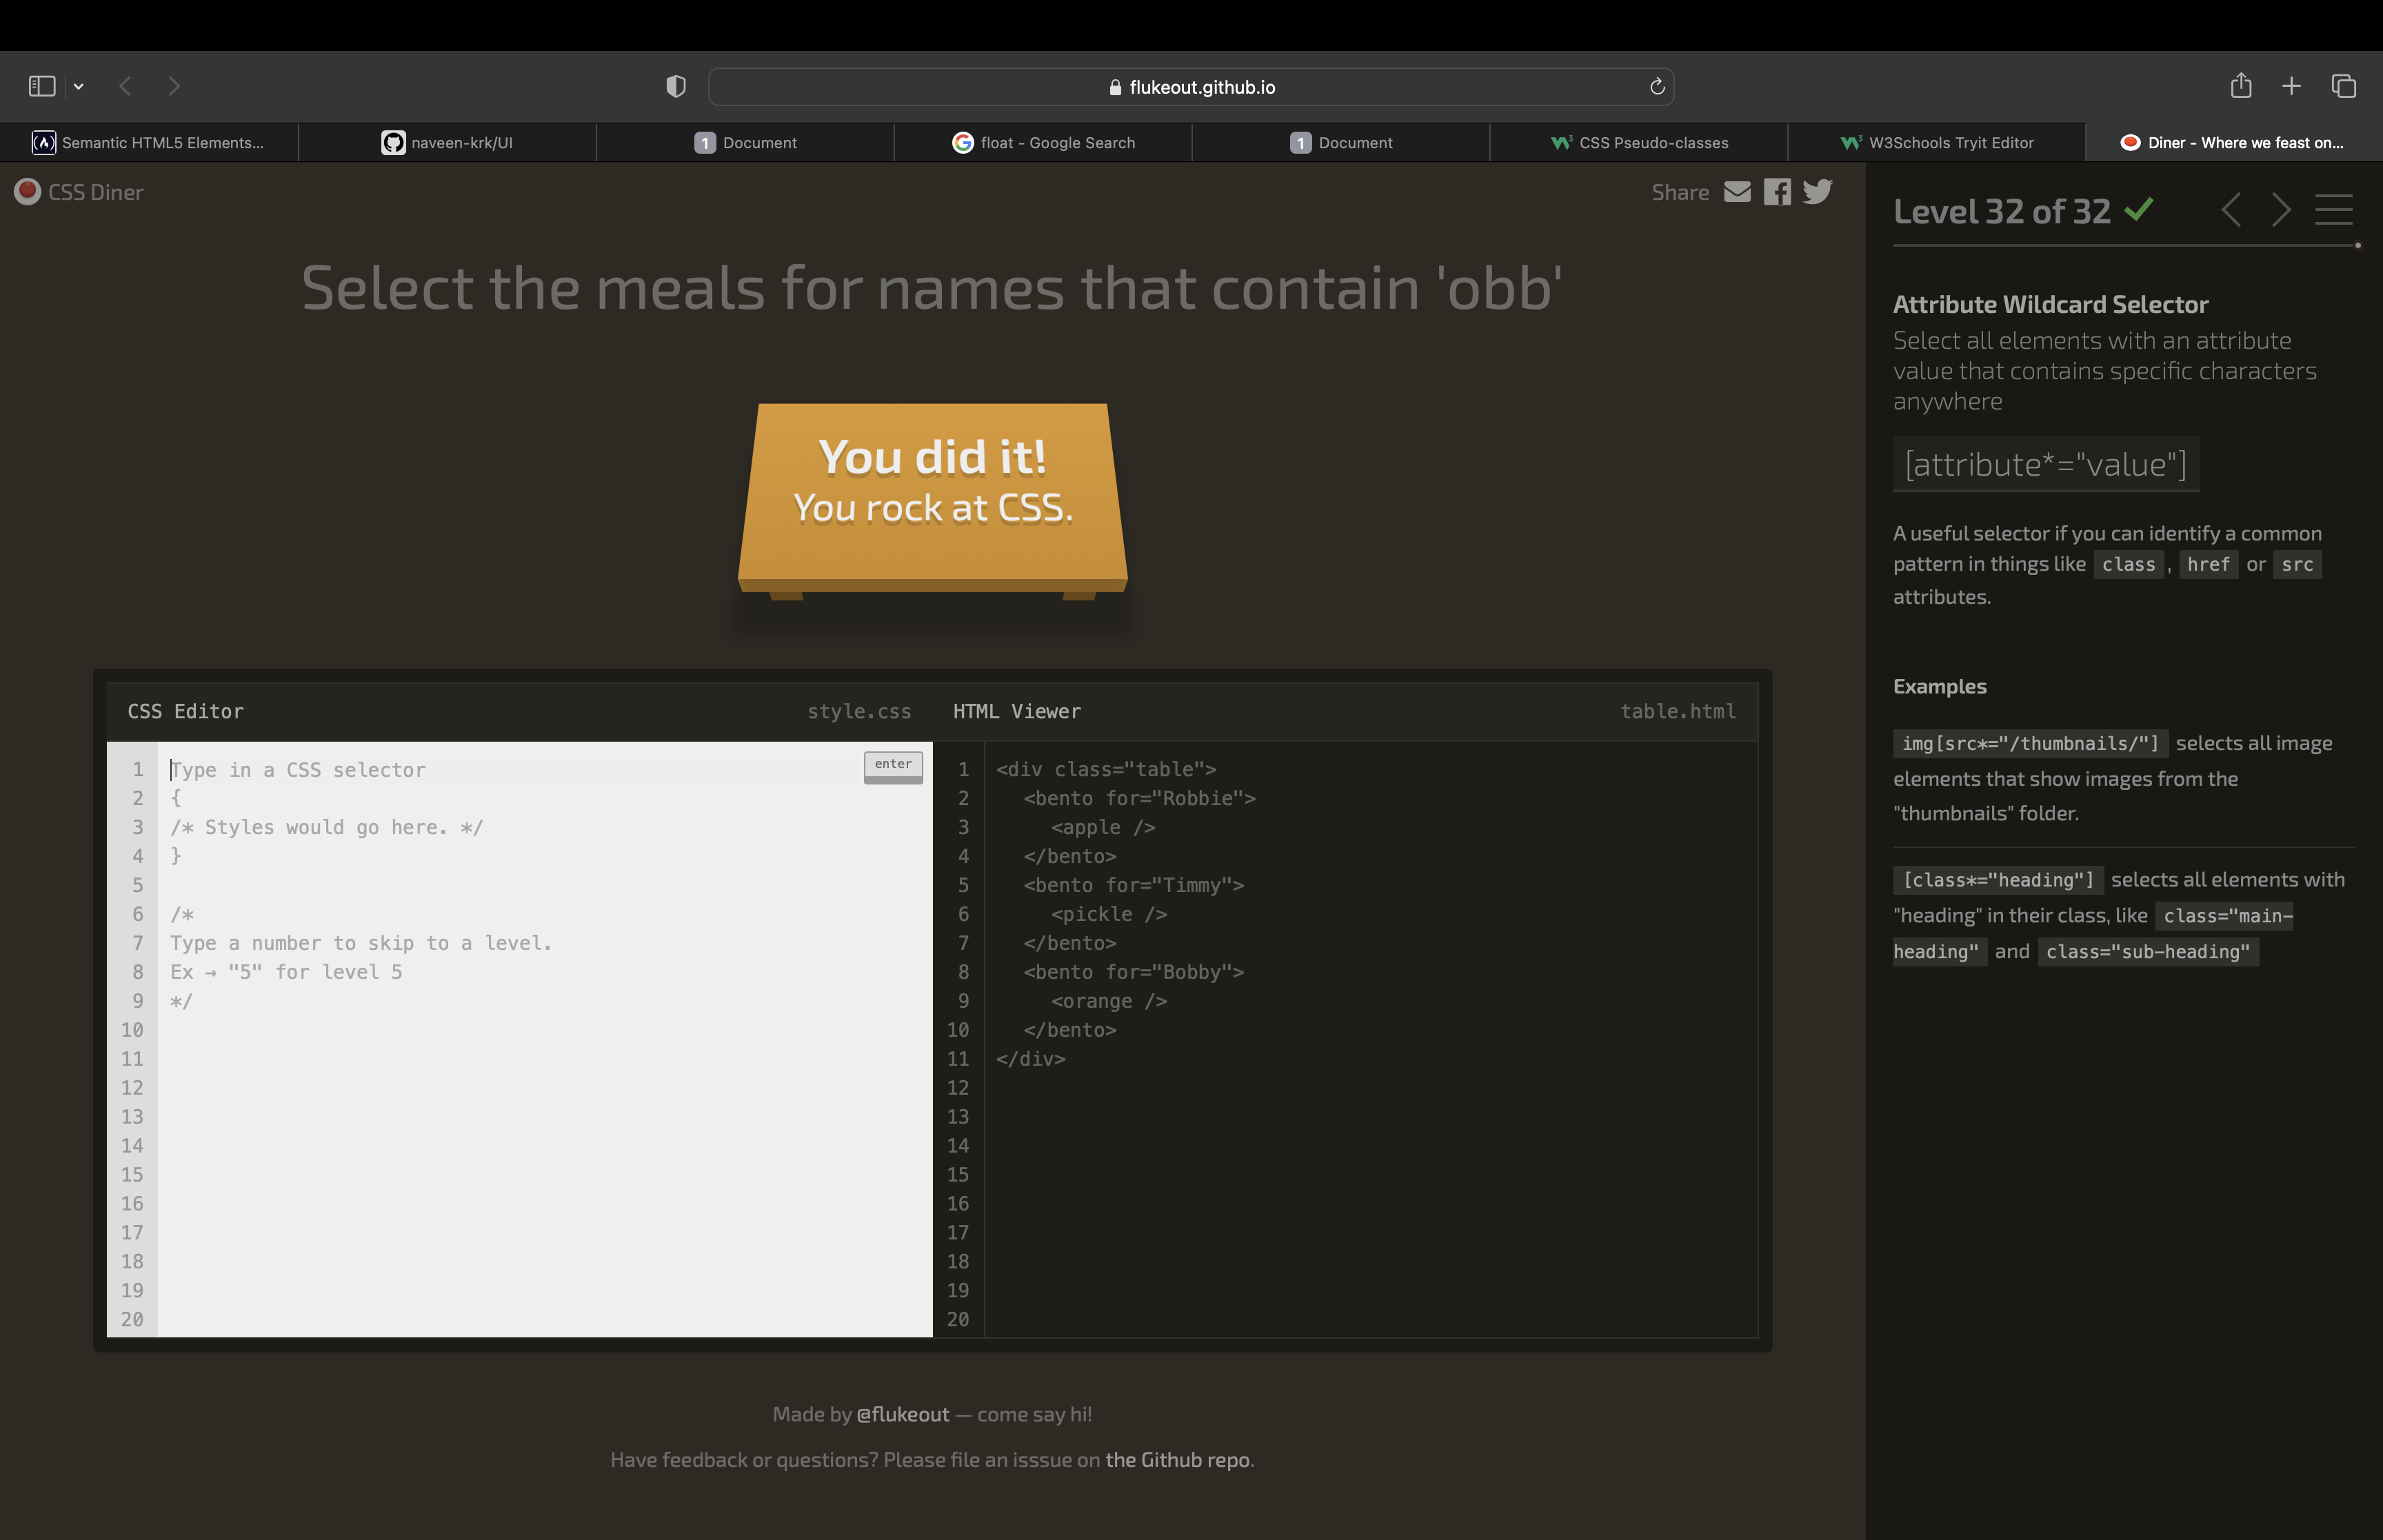 flukeout.github.io
Semantic HTML5 Elements...
naveen-krk/UI
1 Document
float - Google Search
1 Document
CSS Pseudo-classes
W3Schools Tryit Editor
Diner - Where we feast on...
CSS Diner
Share
Level 32 of 32
Select the meals for names that contain 'obb'
You did it!
You rock at CSS.
CSS Editor style.css
enter
1 Type in a CSS selector
2 {
3 /* Styles would go here. */
4 }
5
6 /*
7 Type a number to skip to a level.
8 Ex → "5" for level 5
9 */
10
11
12
13
14
15
16
17
18
19
20
HTML Viewer table.html
1 <div class="table">
2 <bento for="Robbie">
3 <apple />
4 </bento>
5 <bento for="Timmy">
6 <pickle />
7 </bento>
8 <bento for="Bobby">
9 <orange />
10 </bento>
11 </div>
12
13
14
15
16
17
18
19
20
Made by @flukeout — come say hi!
Have feedback or questions? Please file an isssue on the Github repo.
Attribute Wildcard Selector
Select all elements with an attribute
value that contains specific characters
anywhere
[attribute*="value"]
A useful selector if you can identify a common
pattern in things like class , href or src
attributes.
Examples
img[src*="/thumbnails/"] selects all image
elements that show images from the
"thumbnails" folder.
[class*="heading"] selects all elements with
"heading" in their class, like class="main-
heading" and class="sub-heading"